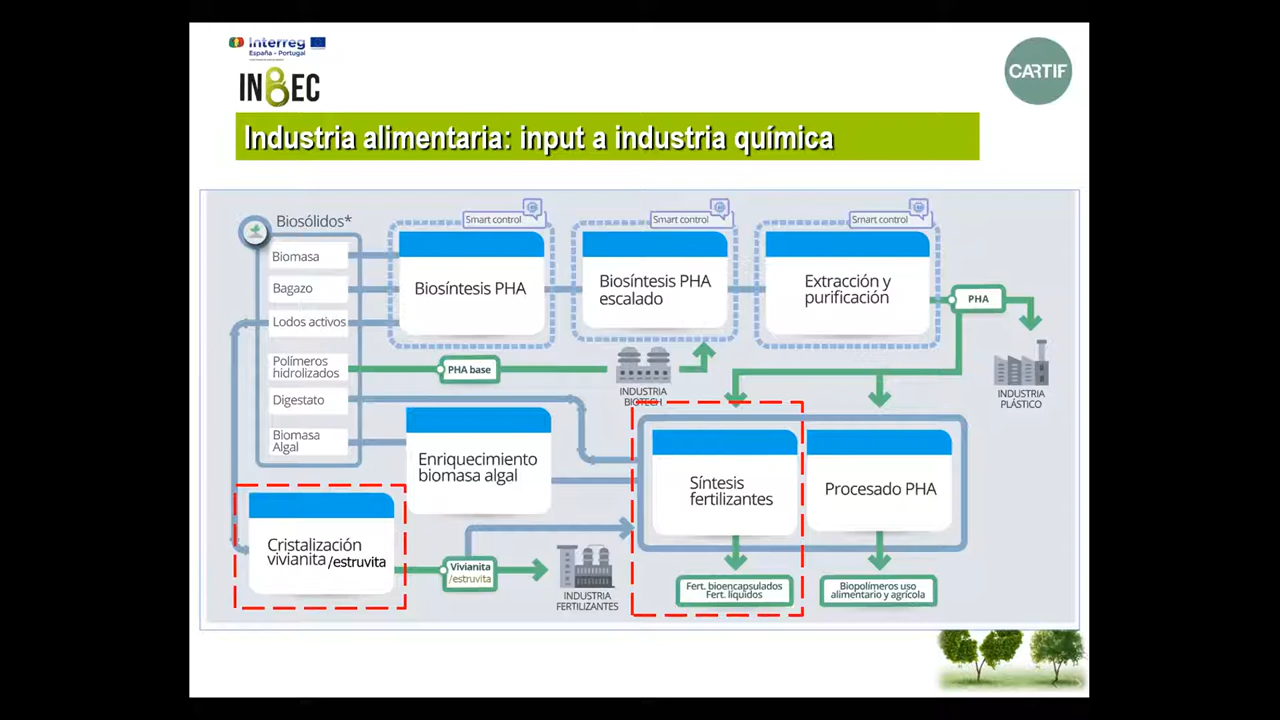 Interreg
España - Portugal
INBEC
CARTIF
Industria alimentaria: input a industria química
Biosólidos*
Biomasa
Bagazo
Lodos activos
Polímeros
hidrolizados
Digestato
Biomasa
Algal
Smart control
Biosíntesis PHA
Smart control
Biosíntesis PHA
escalado
Smart control
Extracción y
purificación
PHA
PHA base
INDUSTRIA
BIOTECH
INDUSTRIA
PLÁSTICO
Enriquecimiento
biomasa algal
Síntesis
fertilizantes
Procesado PHA
Cristalización
vivianita/estruvita
Vivianita
/estruvita
INDUSTRIA
FERTILIZANTES
Fert. bioencapsulados
Fert. líquidos
Biopolímeros uso
alimentario y agrícola